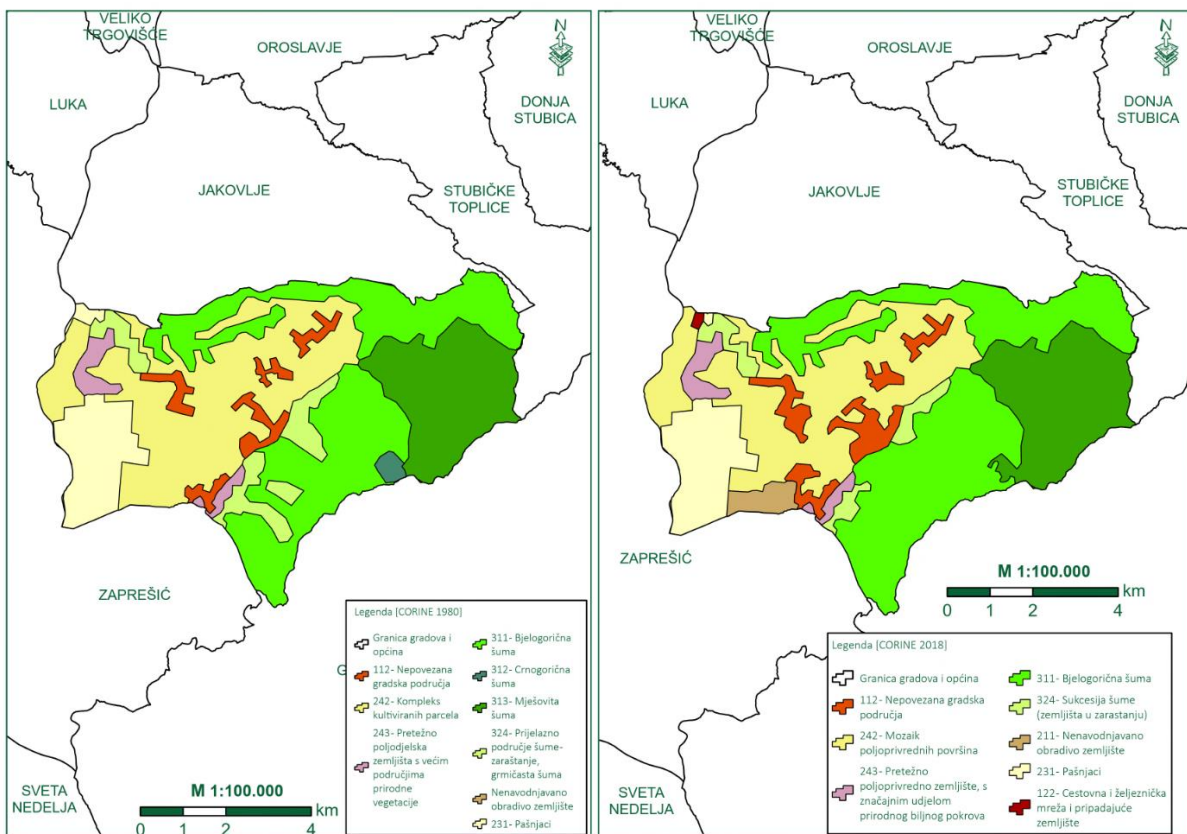 VELIKO
TRGOVIŠĆE
OROSLAVJE
N
LUKA
DONJA
STUBICA
JAKOVLJE
STUBIČKE
TOPLICE
ZAPREŠIĆ
G
SVETA
NEDELJA
M 1:100.000
0 1 2 4 km
Legenda [CORINE 1980]
Granica gradova i
općina
112- Nepovezana
gradska područja
242- Kompleks
kultiviranih parcela
243- Pretežno
poljodjelska
zemljišta s većim
područjima
prirodne
vegetacije
311- Bjelogorična
šuma
312- Crnogorična
šuma
313- Mješovita
šuma
324- Prijelazno
područje šume-
zaraštanje,
grmičasta šuma
Nenavodnjavano
obradivo zemljište
231- Pašnjaci
VELIKO
TRGOVIŠĆE
OROSLAVJE
N
LUKA
DONJA
STUBICA
JAKOVLJE
STUBIČKE
TOPLICE
ZAPREŠIĆ
M 1:100.000
0 1 2 4 km
SVETA
NEDELJA
Legenda [CORINE 2018]
Granica gradova i općina
112- Nepovezana gradska
područja
242- Mozaik
poljoprivrednih površina
243- Pretežno
poljoprivredno zemljište, s
značajnim udjelom
prirodnog biljnog pokrova
311- Bjelogorična šuma
324- Sukcesija šume
(zemljišta u zarastanju)
211- Nenavodnjavano
obradivo zemljište
231- Pašnjaci
122- Cestovna i željeznička
mreža i pripadajuće
zemljište